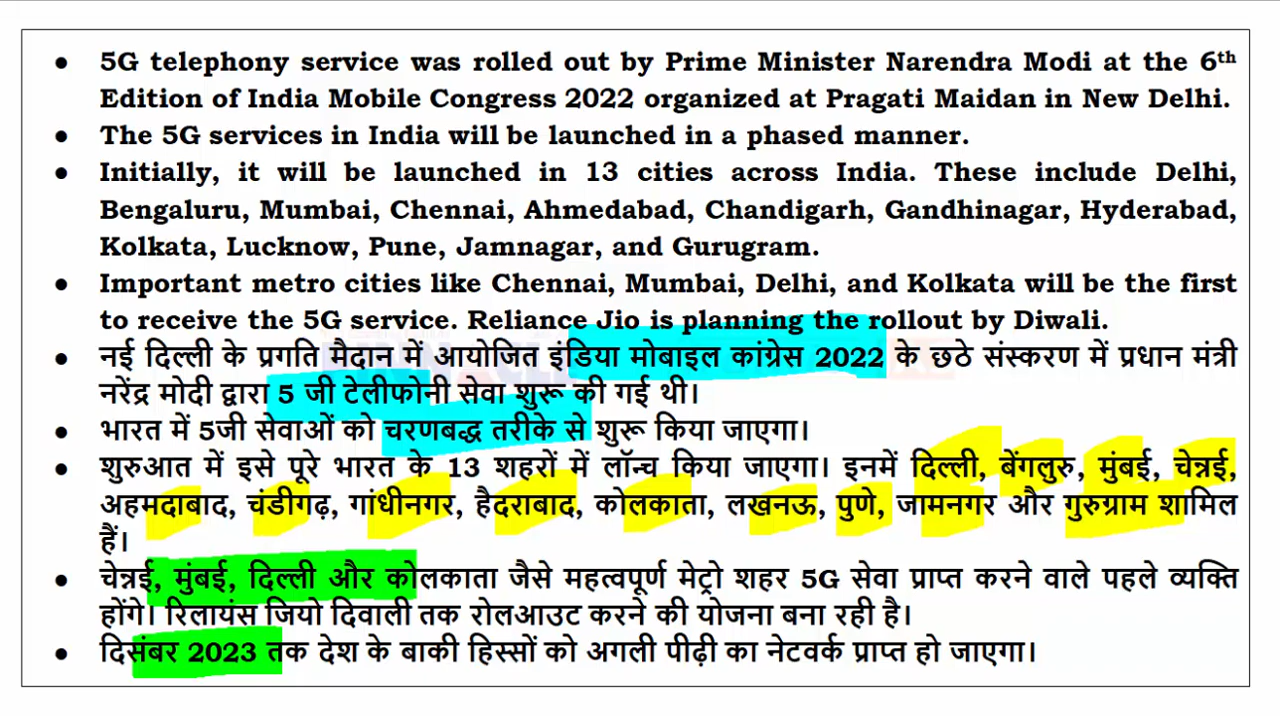 • 5G telephony service was rolled out by Prime Minister Narendra Modi at the 6th
Edition of India Mobile Congress 2022 organized at Pragati Maidan in New Delhi.
• The 5G services in India will be launched in a phased manner.
• Initially, it will be launched in 13 cities across India. These include Delhi,
Bengaluru, Mumbai, Chennai, Ahmedabad, Chandigarh, Gandhinagar, Hyderabad,
Kolkata, Lucknow, Pune, Jamnagar, and Gurugram.
• Important metro cities like Chennai, Mumbai, Delhi, and Kolkata will be the first
to receive the 5G service. Reliance Jio is planning the rollout by Diwali.
• नई दिल्ली के प्रगति मैदान में आयोजित इंडिया मोबाइल कांग्रेस 2022 के छठे संस्करण में प्रधान मंत्री
नरेंद्र मोदी द्वारा 5 जी टेलीफोनी सेवा शुरू की गई थी।
• भारत में 5जी सेवाओं को चरणबद्ध तरीके से शुरू किया जाएगा।
• शुरुआत में इसे पूरे भारत के 13 शहरों में लॉन्च किया जाएगा। इनमें दिल्ली, बेंगलुरु, मुंबई, चेन्नई,
अहमदाबाद, चंडीगढ़, गांधीनगर, हैदराबाद, कोलकाता, लखनऊ, पुणे, जामनगर और गुरुग्राम शामिल
हैं।
• चेन्नई, मुंबई, दिल्ली और कोलकाता जैसे महत्वपूर्ण मेट्रो शहर 5G सेवा प्राप्त करने वाले पहले व्यक्ति
होंगे। रिलायंस जियो दिवाली तक रोलआउट करने की योजना बना रही है।
• दिसंबर 2023 तक देश के बाकी हिस्सों को अगली पीढ़ी का नेटवर्क प्राप्त हो जाएगा।